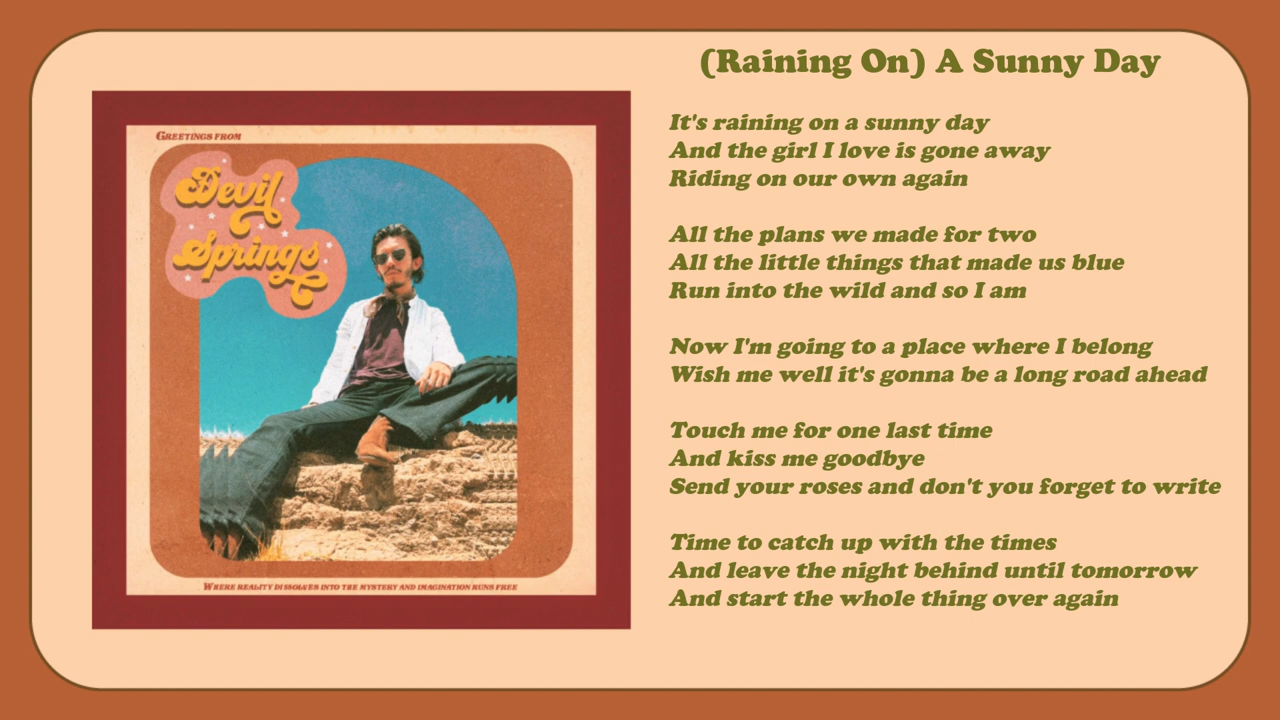 (Raining On) A Sunny Day
GREETINGS FROM
Devil
Springs
WHERE REALITY DISSOLVES INTO THE MYSTERY AND IMAGINATION RUNS FREE
It's raining on a sunny day
And the girl I love is gone away
Riding on our own again
All the plans we made for two
All the little things that made us blue
Run into the wild and so I am
Now I'm going to a place where I belong
Wish me well it's gonna be a long road ahead
Touch me for one last time
And kiss me goodbye
Send your roses and don't you forget to write
Time to catch up with the times
And leave the night behind until tomorrow
And start the whole thing over again